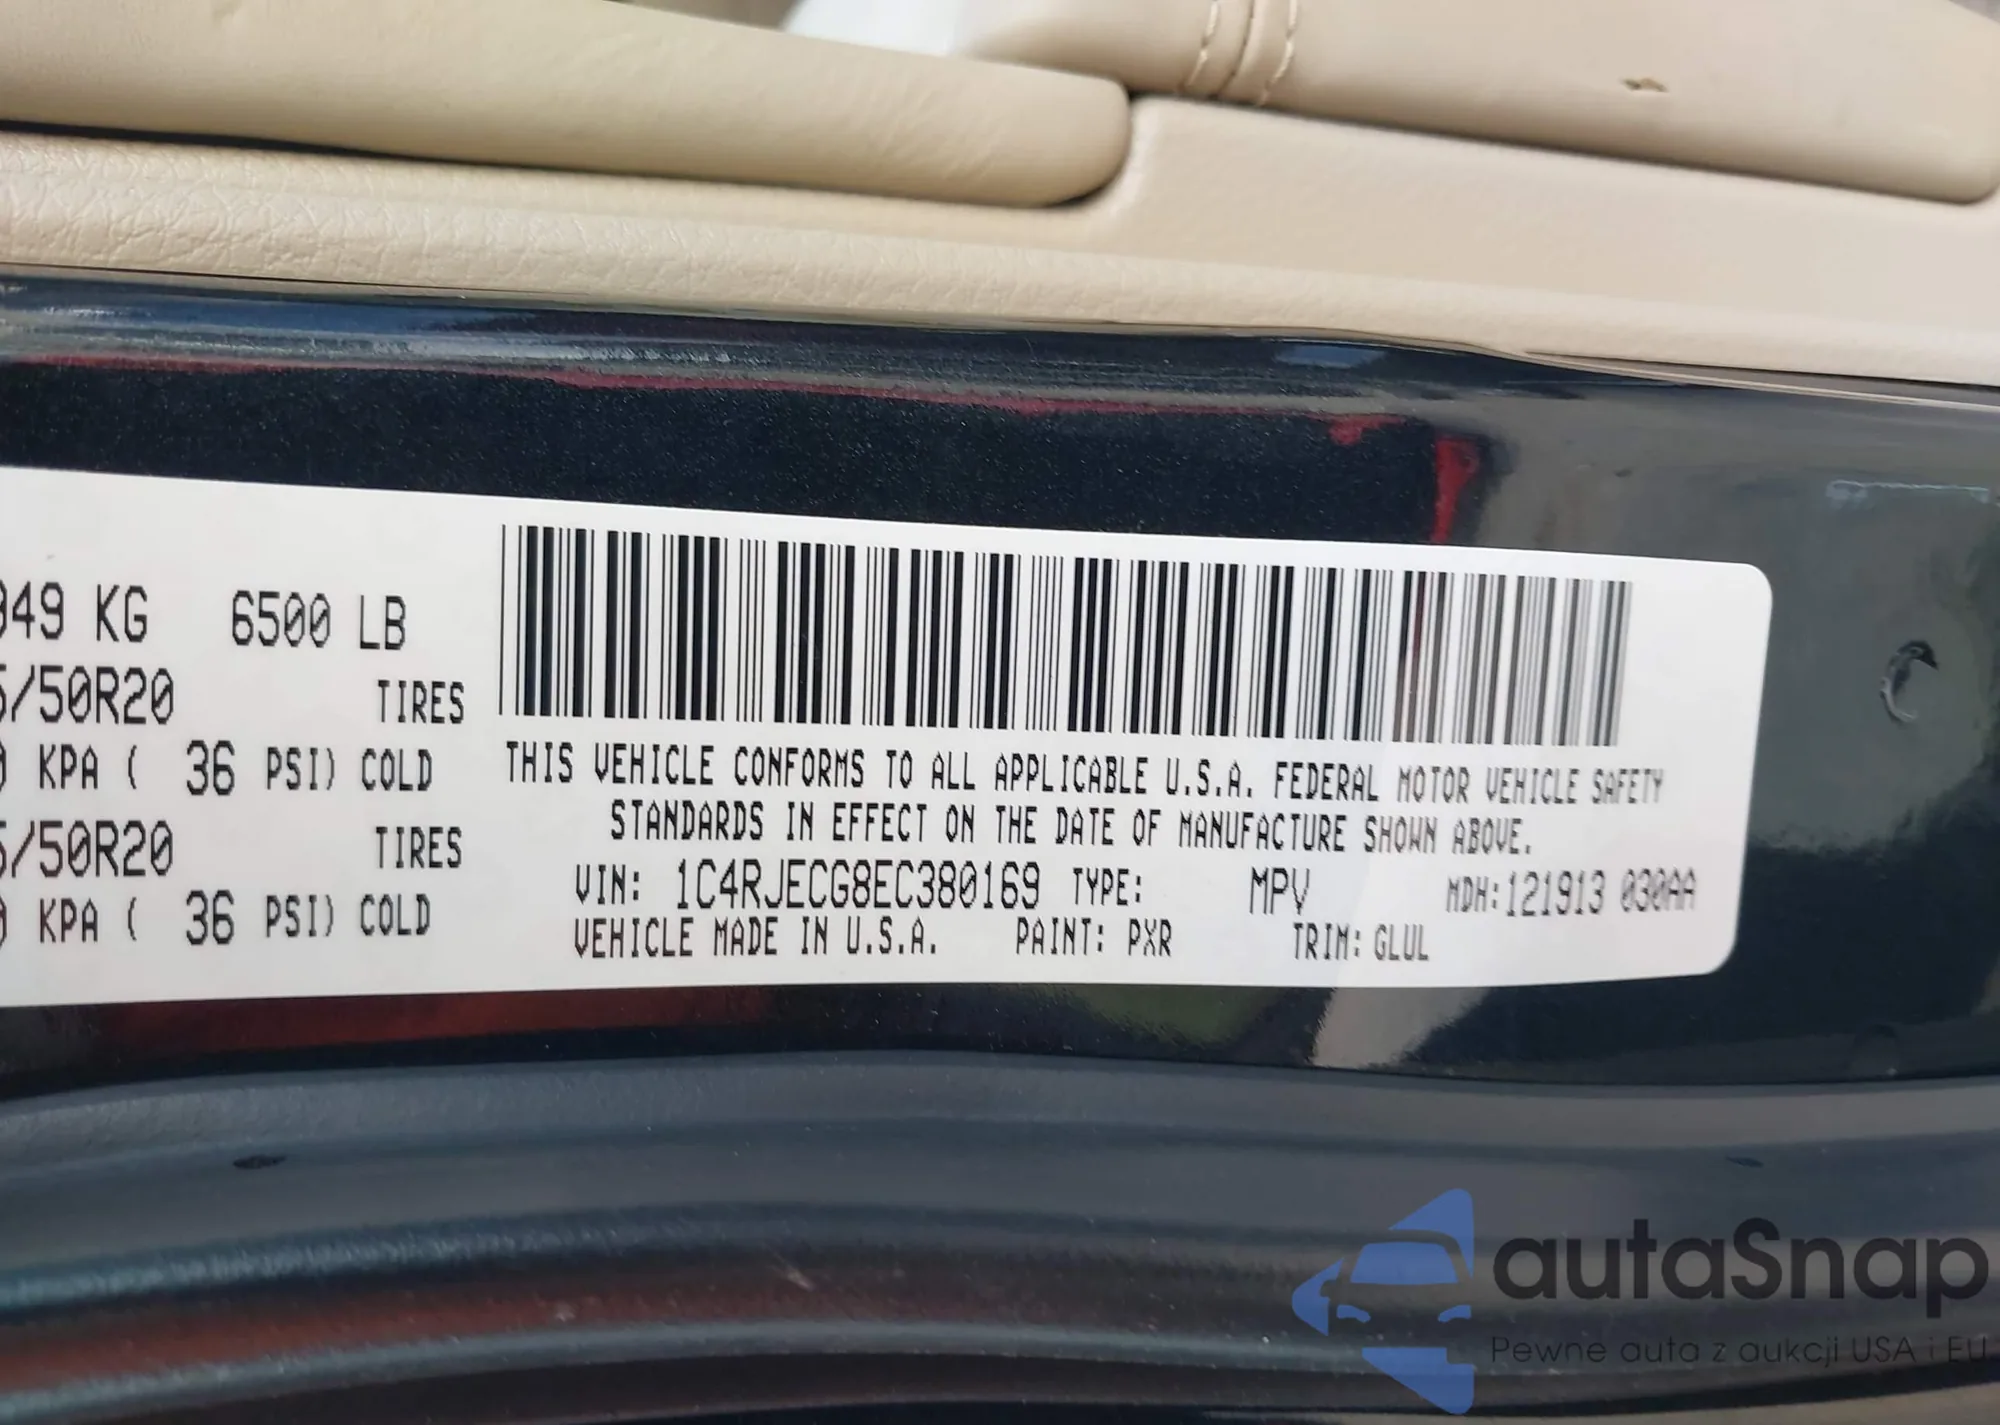 949 KG 6500 LB
5/50R20 TIRES
0 KPA ( 36 PSI) COLD
5/50R20 TIRES
0 KPA ( 36 PSI) COLD
THIS VEHICLE CONFORMS TO ALL APPLICABLE U.S.A. FEDERAL MOTOR VEHICLE SAFETY
STANDARDS IN EFFECT ON THE DATE OF MANUFACTURE SHOWN ABOVE.
VIN: 1C4RJECG8EC380169 TYPE: MPV MDH:121913 030AA
VEHICLE MADE IN U.S.A. PAINT: PXR TRIM: GLUL
autaSnap
Pewne auta z aukcji USA i EU